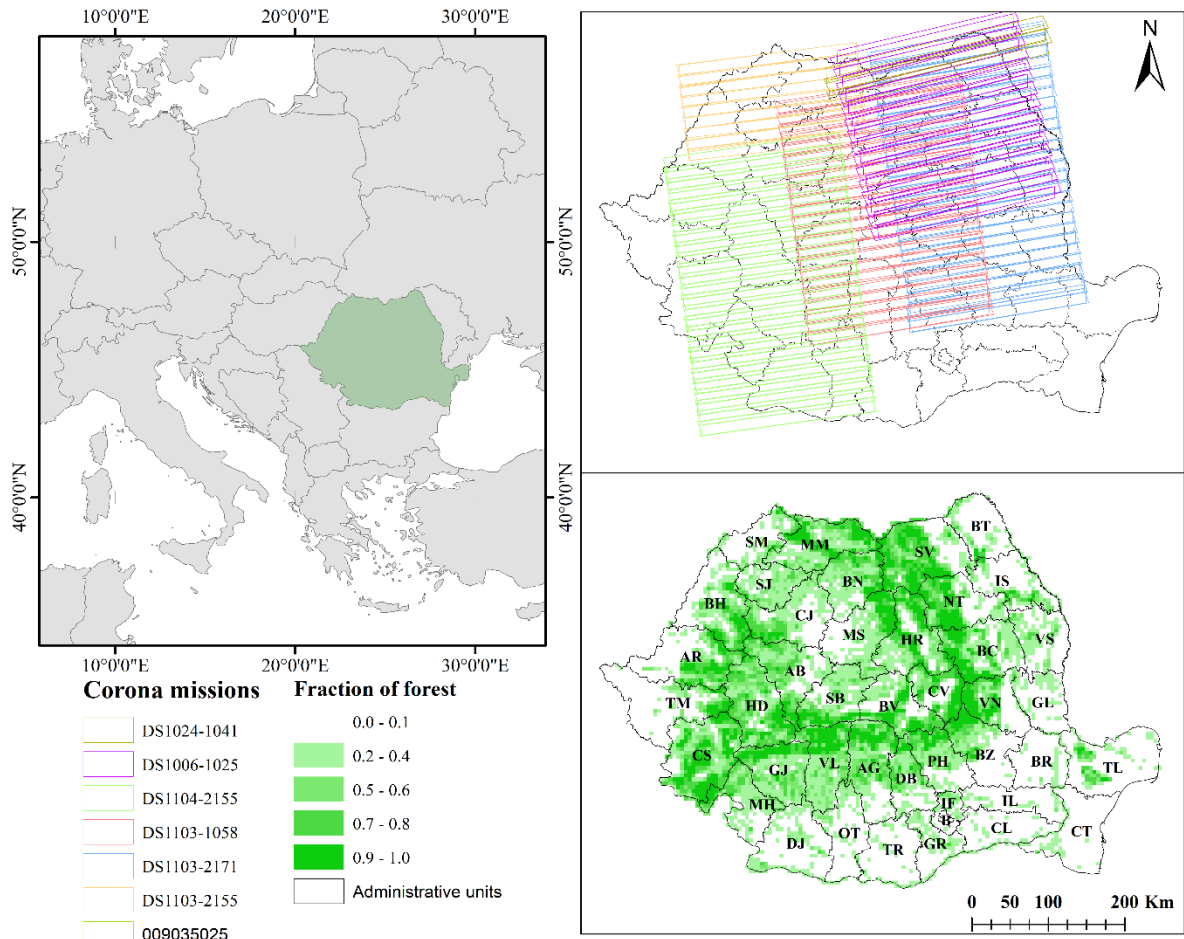 10°0'0"E 20°0'0"E 30°0'0"E
50°0'0"N
40°0'0"N
10°0'0"E 20°0'0"E 30°0'0"E
50°0'0"N
40°0'0"N
Corona missions
DS1024-1041
DS1006-1025
DS1104-2155
DS1103-1058
DS1103-2171
DS1103-2155
009035025
Fraction of forest
0.0 - 0.1
0.2 - 0.4
0.5 - 0.6
0.7 - 0.8
0.9 - 1.0
Administrative units
N
BT
SM MM SV
SJ BN IS
BH NT
CJ MS HR
BC VS
AR AB
TM HD SB BV CV VN GL
CS GJ VL AG DB PH BZ BR TL
MH IF IL
B
DJ OT TR GR CL CT
0 50 100 200 Km